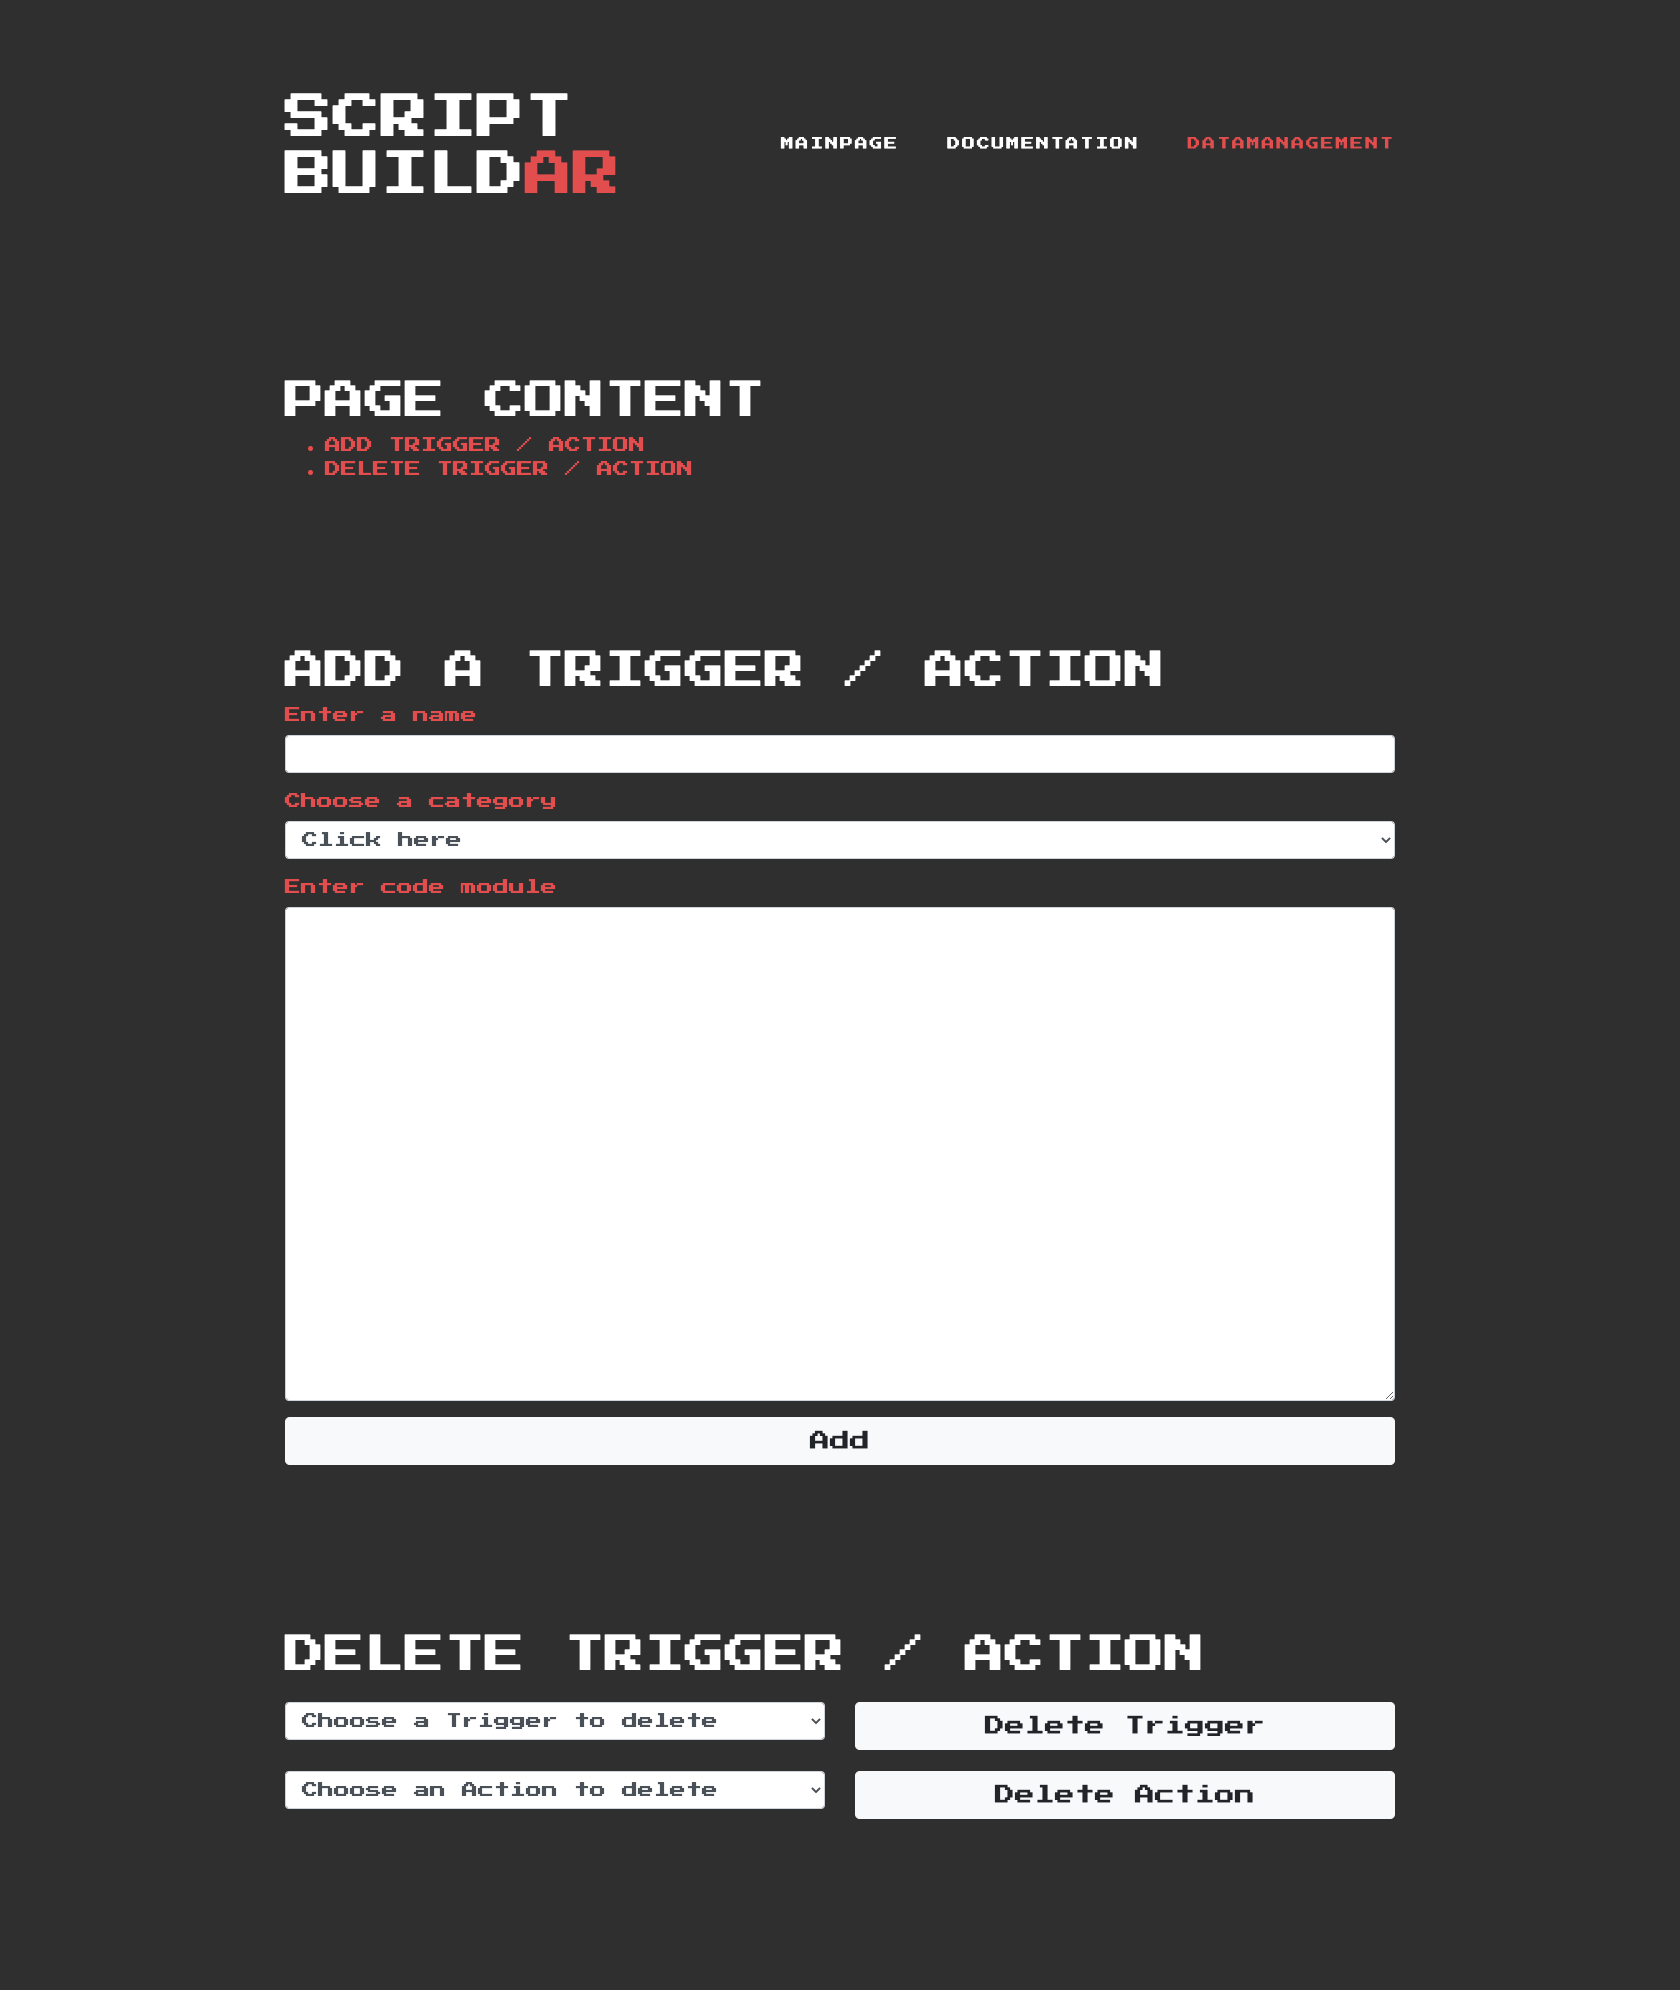 SCRIPT
BUILDAR
MAINPAGE DOCUMENTATION DATAMANAGEMENT
PAGE CONTENT
• ADD TRIGGER / ACTION
• DELETE TRIGGER / ACTION
ADD A TRIGGER / ACTION
Enter a name
Choose a category
Click here
Enter code module
Add
DELETE TRIGGER / ACTION
Choose a Trigger to delete
Delete Trigger
Choose an Action to delete
Delete Action